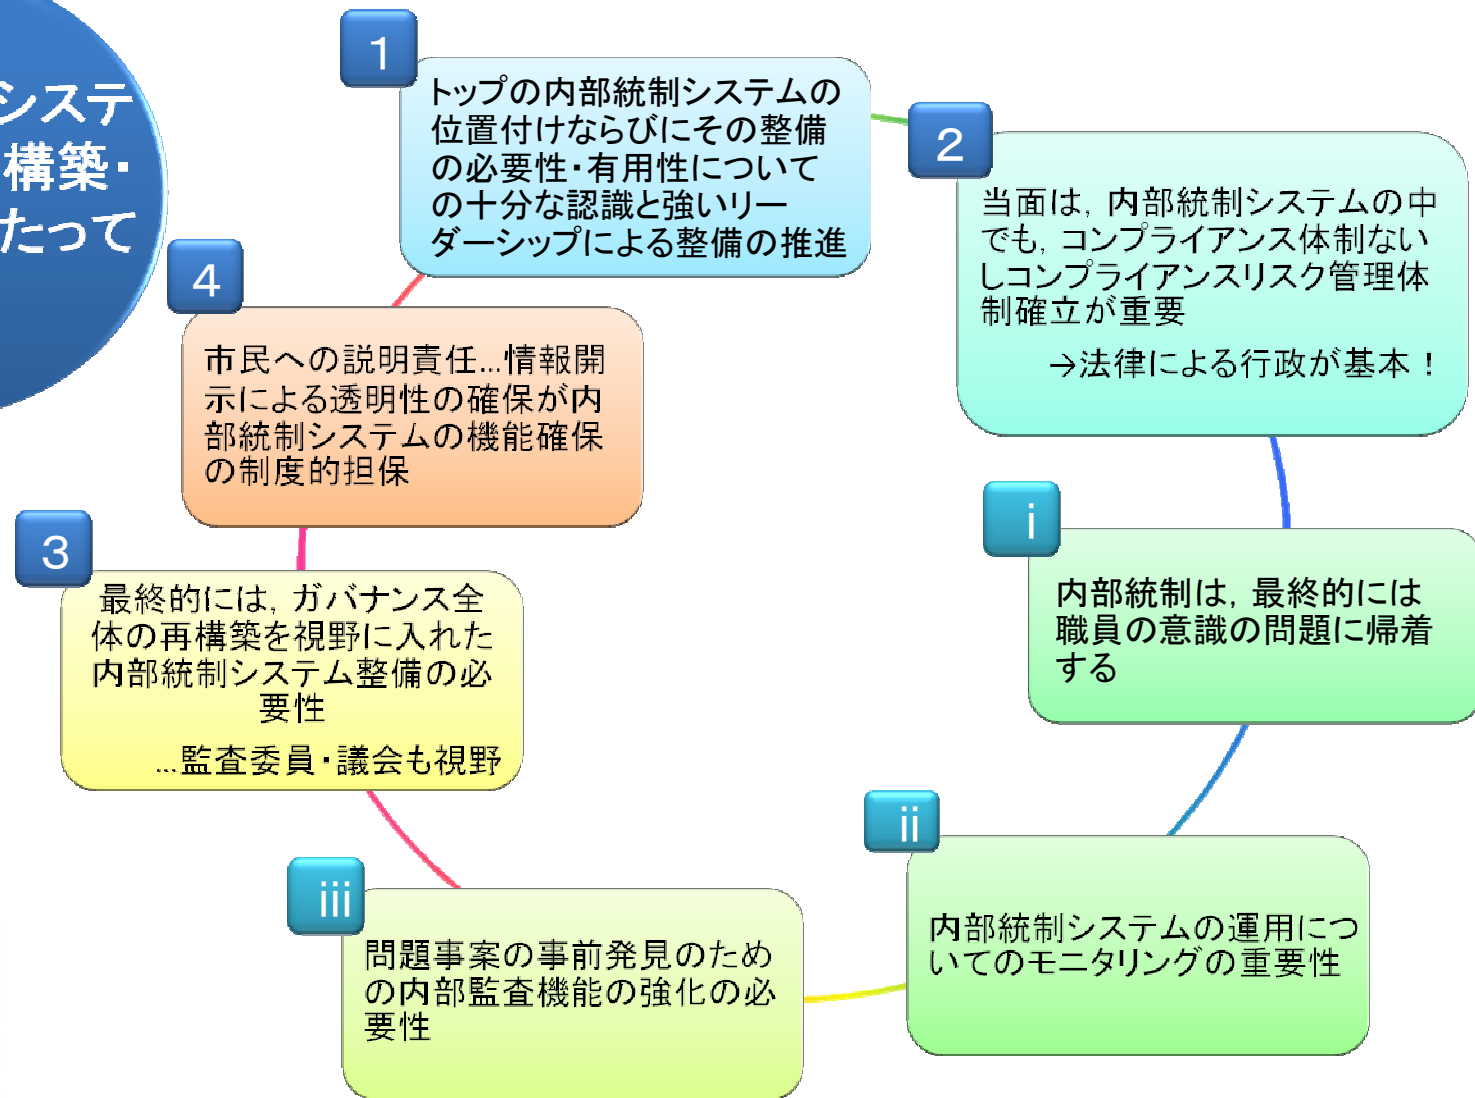 システ
構築・
たって
1
トップの内部統制システムの
位置付けならびにその整備
の必要性・有用性について
の十分な認識と強いリー
ダーシップによる整備の推進
2
当面は，内部統制システムの中
でも，コンプライアンス体制ない
しコンプライアンスリスク管理体
制確立が重要
→法律による行政が基本！
i
内部統制は，最終的には
職員の意識の問題に帰着
する
ii
内部統制システムの運用につ
いてのモニタリングの重要性
iii
問題事案の事前発見のため
の内部監査機能の強化の必
要性
3
最終的には，ガバナンス全
体の再構築を視野に入れた
内部統制システム整備の必
要性
…監査委員・議会も視野
4
市民への説明責任…情報開
示による透明性の確保が内
部統制システムの機能確保
の制度的担保